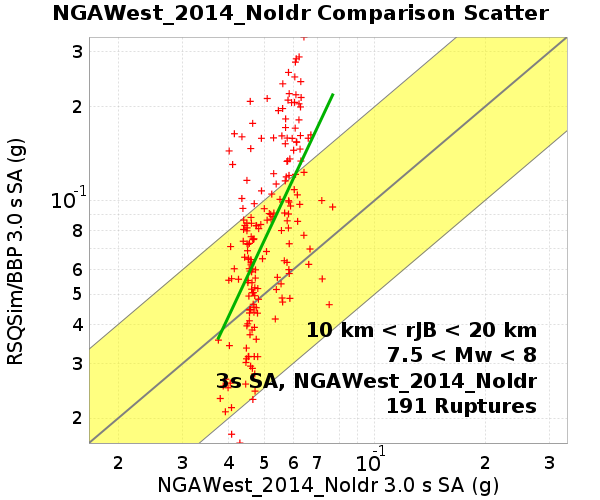 NGAWest_2014_NoIdr Comparison Scatter
RSQSim/BBP 3.0 s SA (g)
3
2
10⁻¹
8
6
5
4
3
2
10 km < rJB < 20 km
7.5 < Mw < 8
3s SA, NGAWest_2014_NoIdr
191 Ruptures
2 3 4 5 6 7 10⁻¹ 2 3
NGAWest_2014_NoIdr 3.0 s SA (g)